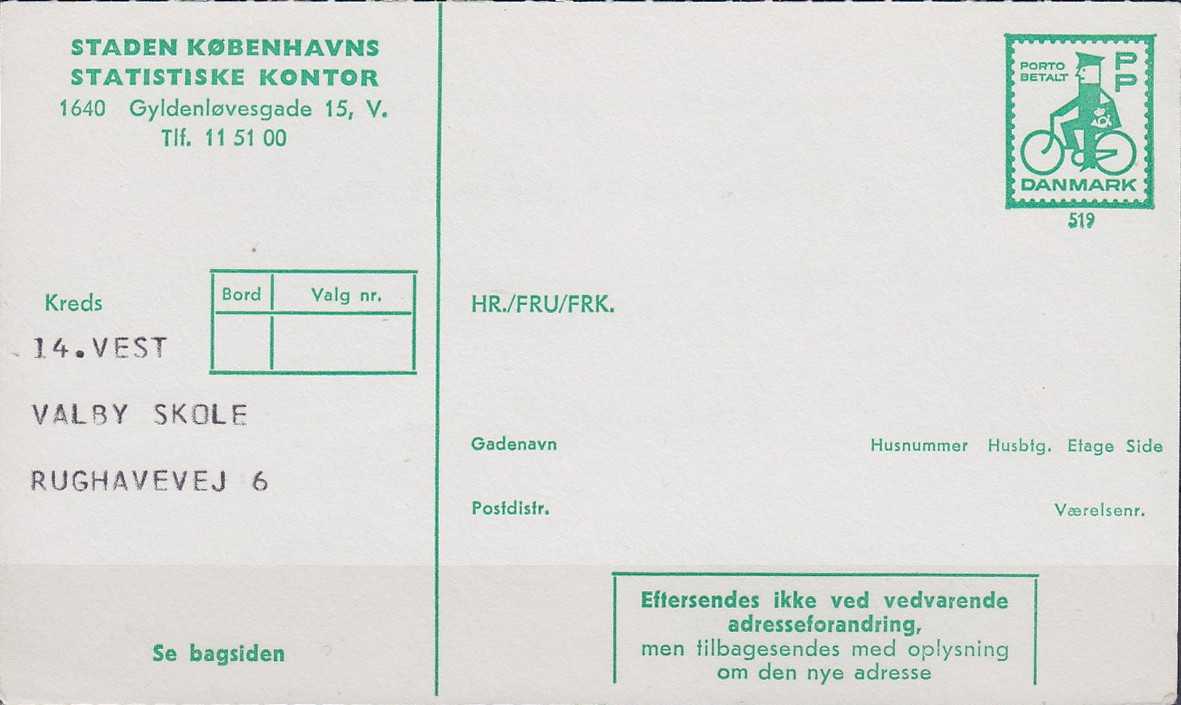 STADEN KØBENHAVNS
STATISTISKE KONTOR
1640 Gyldenløvesgade 15, V.
Tlf. 11 51 00
PORTO P
BETALT P
DANMARK
519
Kreds
Bord Valg nr.
14.VEST
VALBY SKOLE
RUGHAVEVEJ 6
Se bagsiden
HR./FRU/FRK.
Gadenavn Husnummer Husbtg. Etage Side
Postdistr. Værelsenr.
Eftersendes ikke ved vedvarende
adresseforandring,
men tilbagesendes med oplysning
om den nye adresse